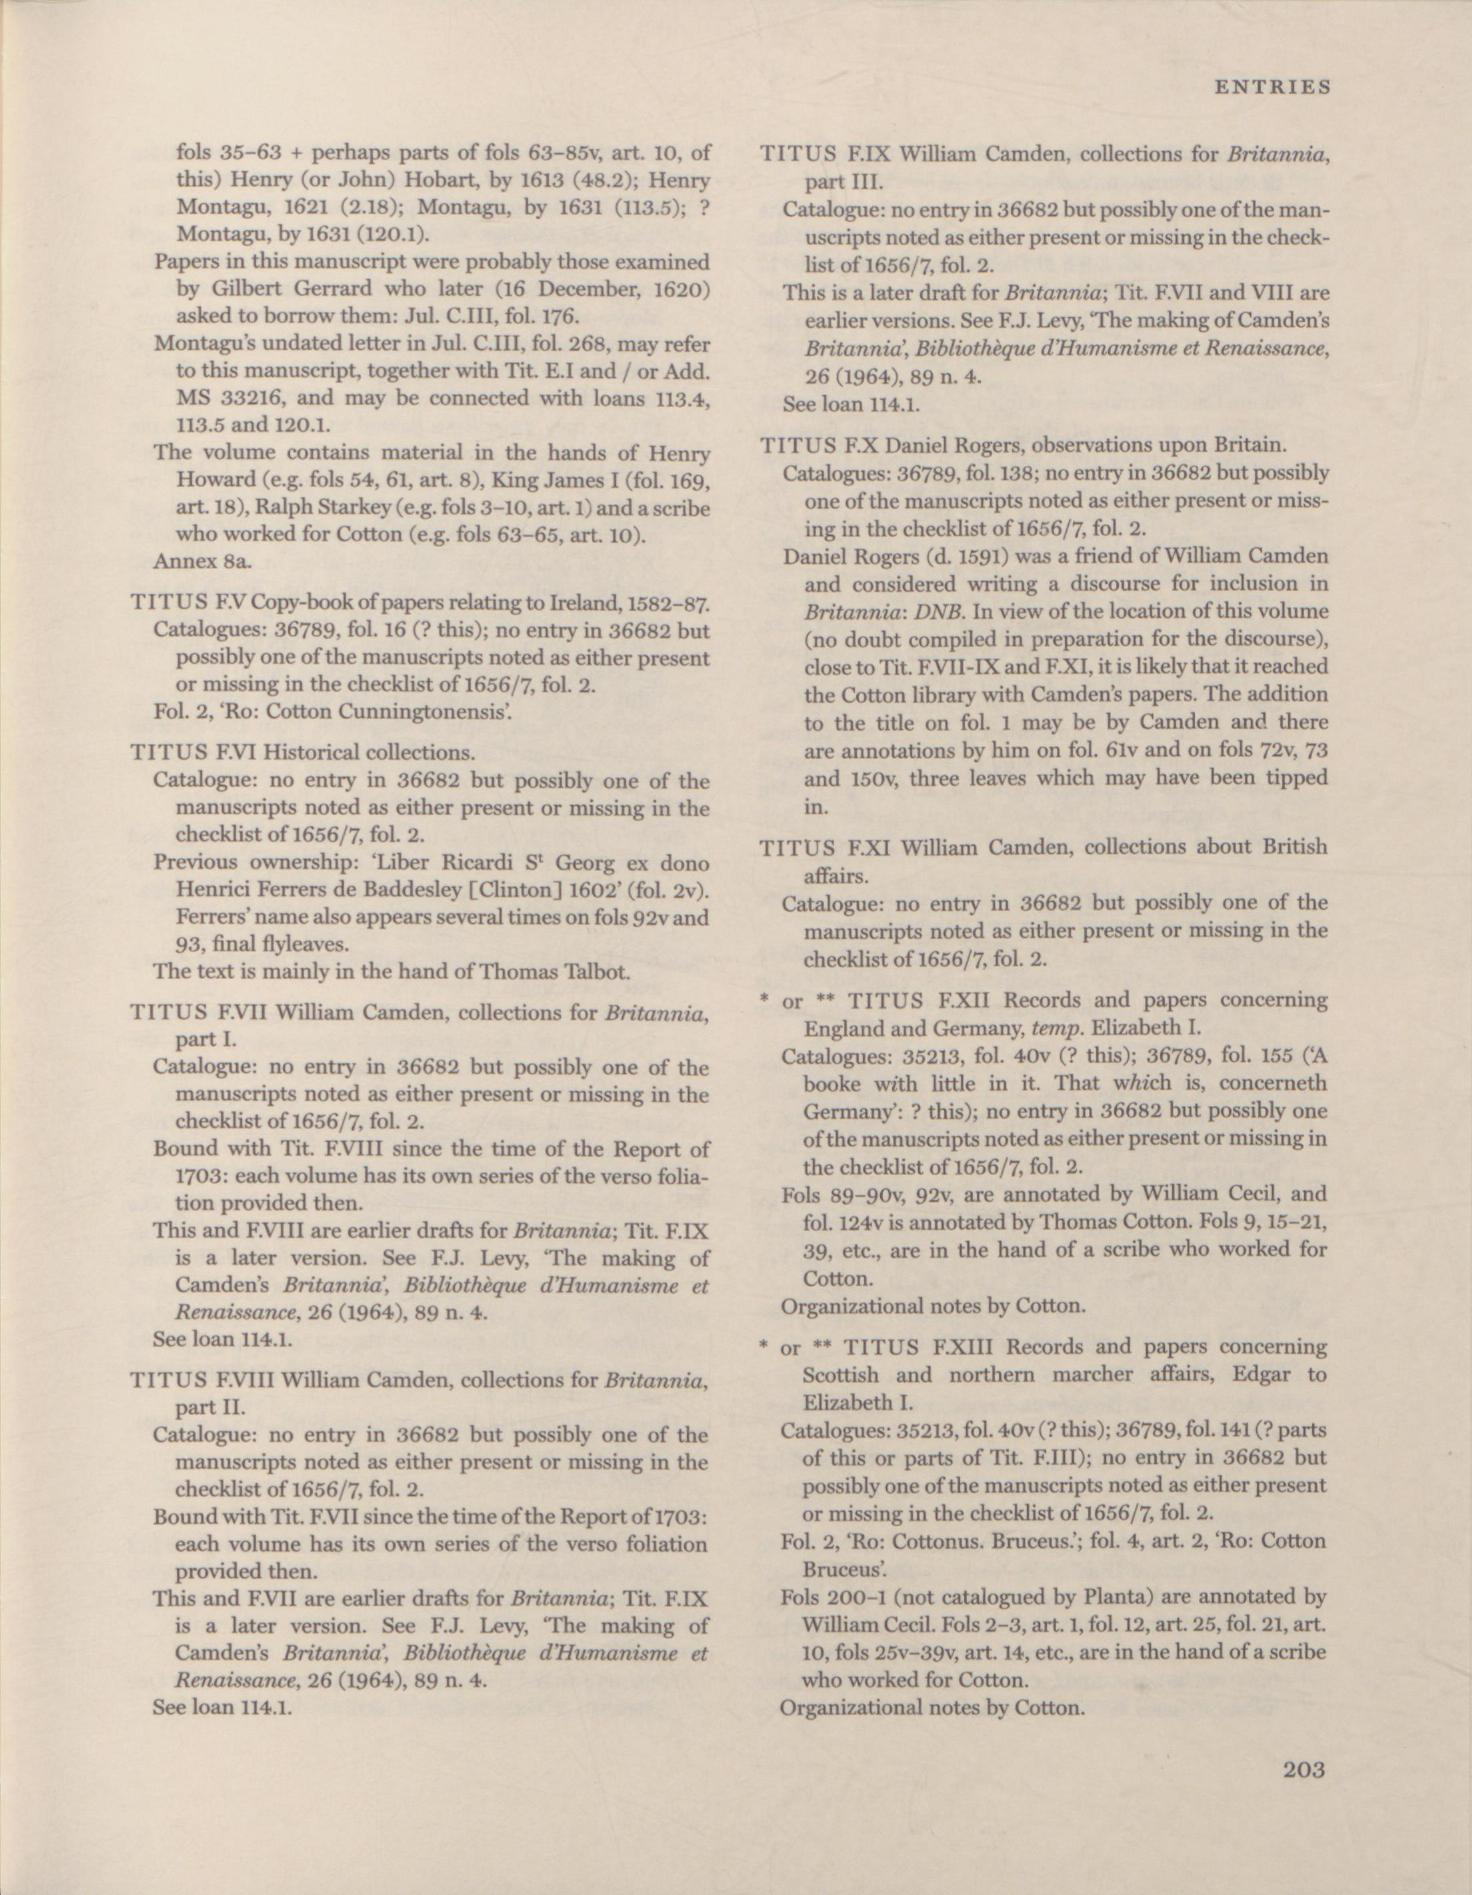 ENTRIES
fols 35–63 + perhaps parts of fols 63–85v, art. 10, of
this) Henry (or John) Hobart, by 1613 (48.2); Henry
Montagu, 1621 (2.18); Montagu, by 1631 (113.5); ?
Montagu, by 1631 (120.1).
Papers in this manuscript were probably those examined
by Gilbert Gerrard who later (16 December, 1620)
asked to borrow them: Jul. C.III, fol. 176.
Montagu's undated letter in Jul. C.III, fol. 268, may refer
to this manuscript, together with Tit. E.I and / or Add.
MS 33216, and may be connected with loans 113.4,
113.5 and 120.1.
The volume contains material in the hands of Henry
Howard (e.g. fols 54, 61, art. 8), King James I (fol. 169,
art. 18), Ralph Starkey (e.g. fols 3–10, art. 1) and a scribe
who worked for Cotton (e.g. fols 63–65, art. 10).
Annex 8a.
TITUS F.V Copy-book of papers relating to Ireland, 1582–87.
Catalogues: 36789, fol. 16 (? this); no entry in 36682 but
possibly one of the manuscripts noted as either present
or missing in the checklist of 1656/7, fol. 2.
Fol. 2, 'Ro: Cotton Cunningtonensis'.
TITUS F.VI Historical collections.
Catalogue: no entry in 36682 but possibly one of the
manuscripts noted as either present or missing in the
checklist of 1656/7, fol. 2.
Previous ownership: 'Liber Ricardi Sᵗ Georg ex dono
Henrici Ferrers de Baddesley [Clinton] 1602' (fol. 2v).
Ferrers' name also appears several times on fols 92v and
93, final flyleaves.
The text is mainly in the hand of Thomas Talbot.
TITUS F.VII William Camden, collections for Britannia,
part I.
Catalogue: no entry in 36682 but possibly one of the
manuscripts noted as either present or missing in the
checklist of 1656/7, fol. 2.
Bound with Tit. F.VIII since the time of the Report of
1703: each volume has its own series of the verso folia-
tion provided then.
This and F.VIII are earlier drafts for Britannia; Tit. F.IX
is a later version. See F.J. Levy, 'The making of
Camden's Britannia', Bibliothèque d'Humanisme et
Renaissance, 26 (1964), 89 n. 4.
See loan 114.1.
TITUS F.VIII William Camden, collections for Britannia,
part II.
Catalogue: no entry in 36682 but possibly one of the
manuscripts noted as either present or missing in the
checklist of 1656/7, fol. 2.
Bound with Tit. F.VII since the time of the Report of 1703:
each volume has its own series of the verso foliation
provided then.
This and F.VII are earlier drafts for Britannia; Tit. F.IX
is a later version. See F.J. Levy, 'The making of
Camden's Britannia', Bibliothèque d'Humanisme et
Renaissance, 26 (1964), 89 n. 4.
See loan 114.1.
TITUS F.IX William Camden, collections for Britannia,
part III.
Catalogue: no entry in 36682 but possibly one of the man-
uscripts noted as either present or missing in the check-
list of 1656/7, fol. 2.
This is a later draft for Britannia; Tit. F.VII and VIII are
earlier versions. See F.J. Levy, 'The making of Camden's
Britannia', Bibliothèque d'Humanisme et Renaissance,
26 (1964), 89 n. 4.
See loan 114.1.
TITUS F.X Daniel Rogers, observations upon Britain.
Catalogues: 36789, fol. 138; no entry in 36682 but possibly
one of the manuscripts noted as either present or miss-
ing in the checklist of 1656/7, fol. 2.
Daniel Rogers (d. 1591) was a friend of William Camden
and considered writing a discourse for inclusion in
Britannia: DNB. In view of the location of this volume
(no doubt compiled in preparation for the discourse),
close to Tit. F.VII-IX and F.XI, it is likely that it reached
the Cotton library with Camden's papers. The addition
to the title on fol. 1 may be by Camden and there
are annotations by him on fol. 61v and on fols 72v, 73
and 150v, three leaves which may have been tipped
in.
TITUS F.XI William Camden, collections about British
affairs.
Catalogue: no entry in 36682 but possibly one of the
manuscripts noted as either present or missing in the
checklist of 1656/7, fol. 2.
* or ** TITUS F.XII Records and papers concerning
England and Germany, temp. Elizabeth I.
Catalogues: 35213, fol. 40v (? this); 36789, fol. 155 ('A
booke with little in it. That which is, concerneth
Germany': ? this); no entry in 36682 but possibly one
of the manuscripts noted as either present or missing in
the checklist of 1656/7, fol. 2.
Fols 89–90v, 92v, are annotated by William Cecil, and
fol. 124v is annotated by Thomas Cotton. Fols 9, 15–21,
39, etc., are in the hand of a scribe who worked for
Cotton.
Organizational notes by Cotton.
* or ** TITUS F.XIII Records and papers concerning
Scottish and northern marcher affairs, Edgar to
Elizabeth I.
Catalogues: 35213, fol. 40v (? this); 36789, fol. 141 (? parts
of this or parts of Tit. F.III); no entry in 36682 but
possibly one of the manuscripts noted as either present
or missing in the checklist of 1656/7, fol. 2.
Fol. 2, 'Ro: Cottonus. Bruceus.'; fol. 4, art. 2, 'Ro: Cotton
Bruceus'.
Fols 200–1 (not catalogued by Planta) are annotated by
William Cecil. Fols 2–3, art. 1, fol. 12, art. 25, fol. 21, art.
10, fols 25v–39v, art. 14, etc., are in the hand of a scribe
who worked for Cotton.
Organizational notes by Cotton.
203